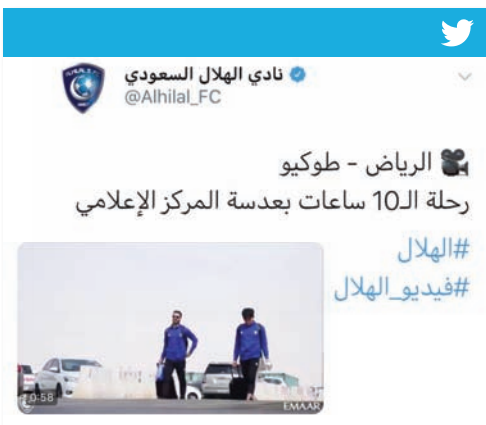 نادي الهلال السعودي
@Alhilal_FC
الرياض - طوكيو
رحلة الـ10 ساعات بعدسة المركز الإعلامي
#الهلال
#فيديو_الهلال
0:58
EMAAR